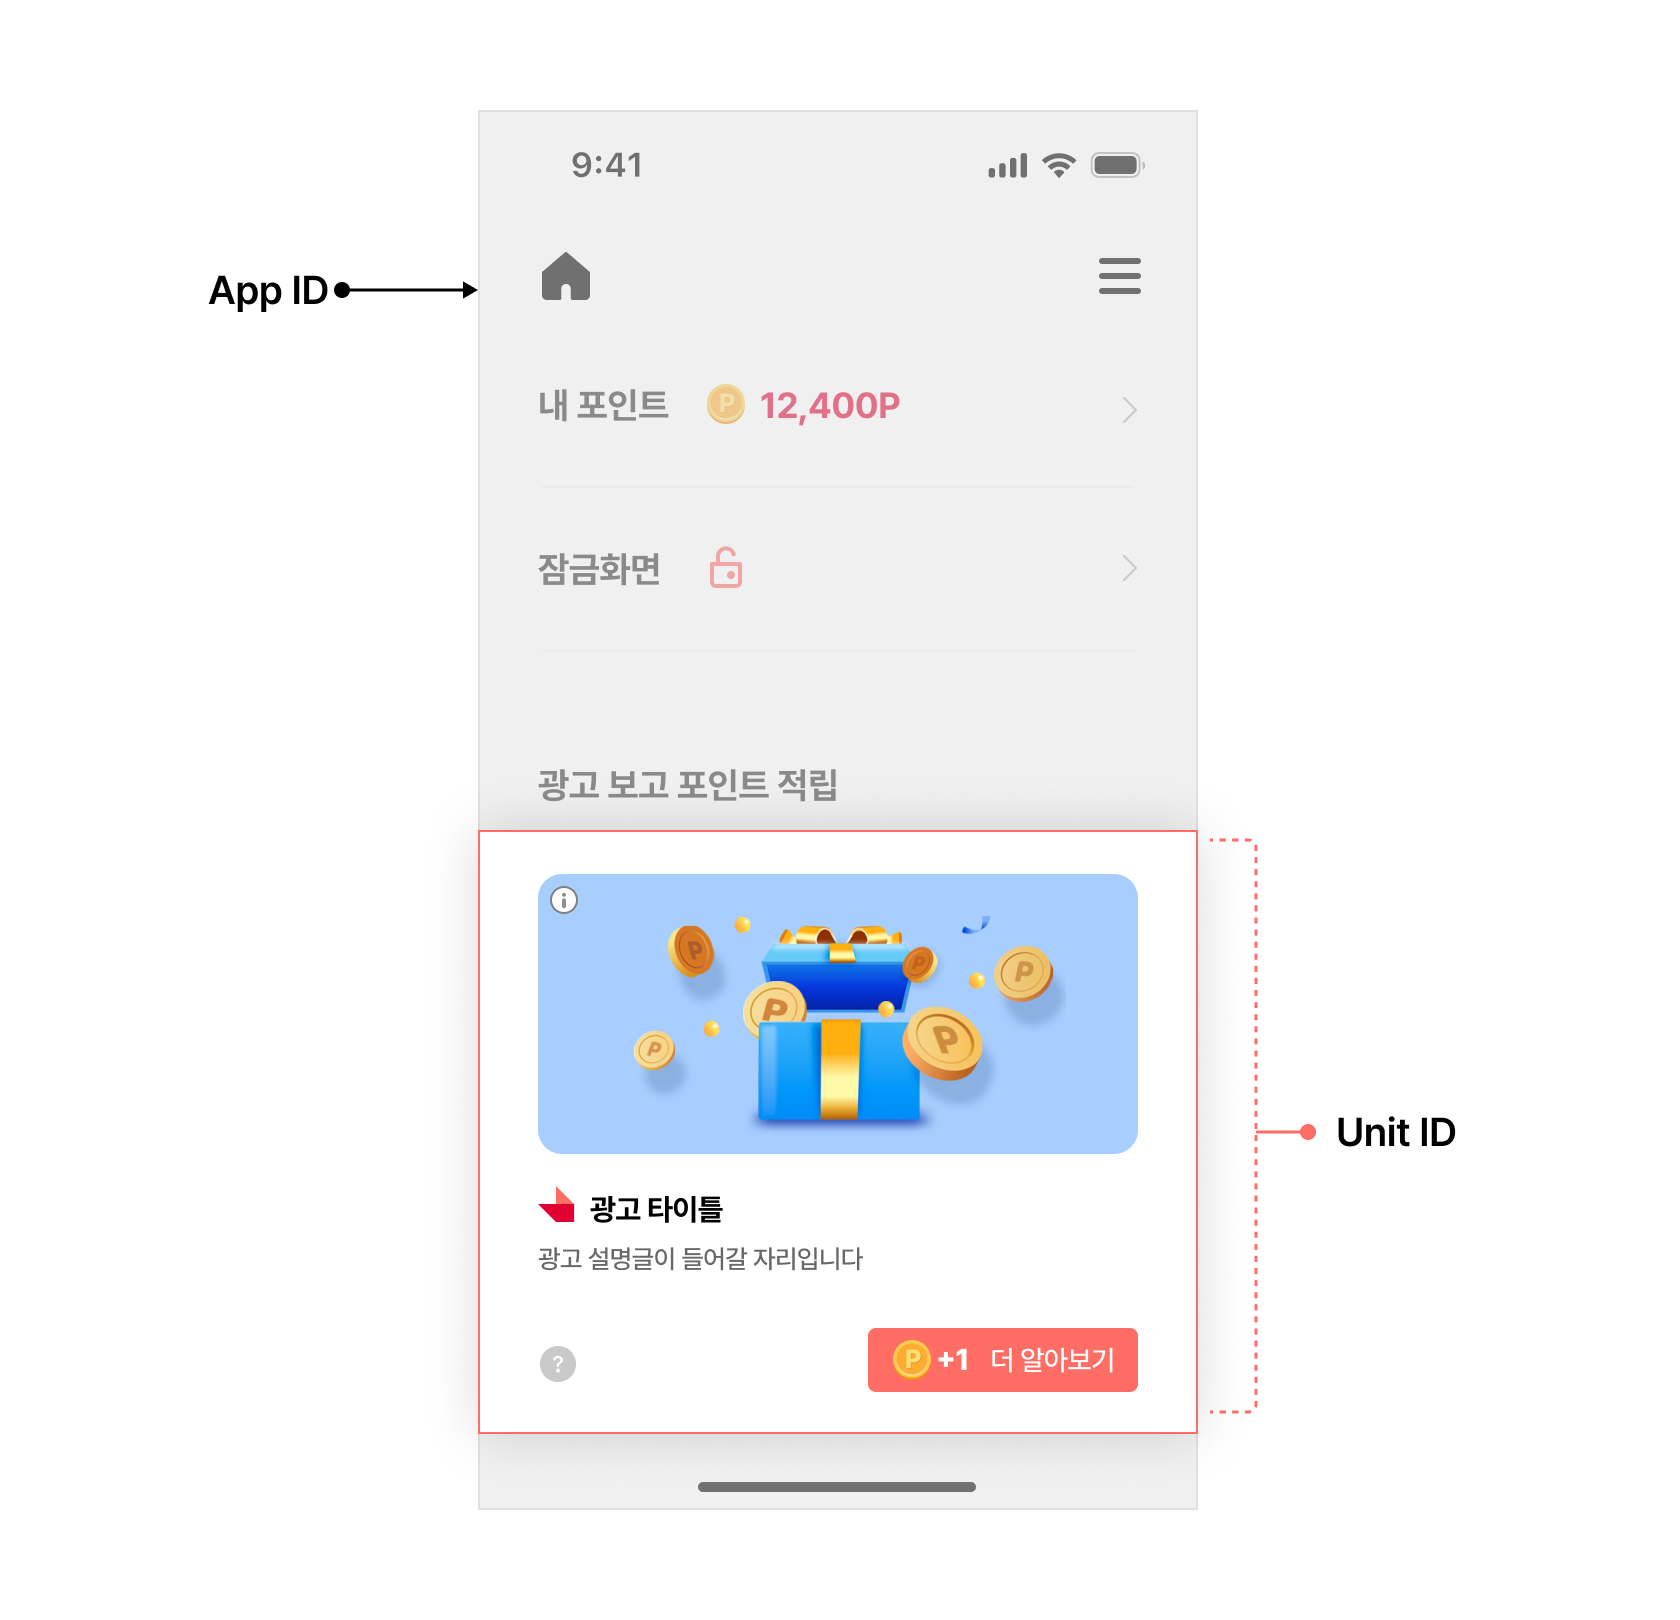 9:41
App ID
내 포인트 P 12,400P
잠금화면
광고 보고 포인트 적립
P P P P P P
Unit ID
광고 타이틀
광고 설명글이 들어갈 자리입니다
? P +1 더 알아보기